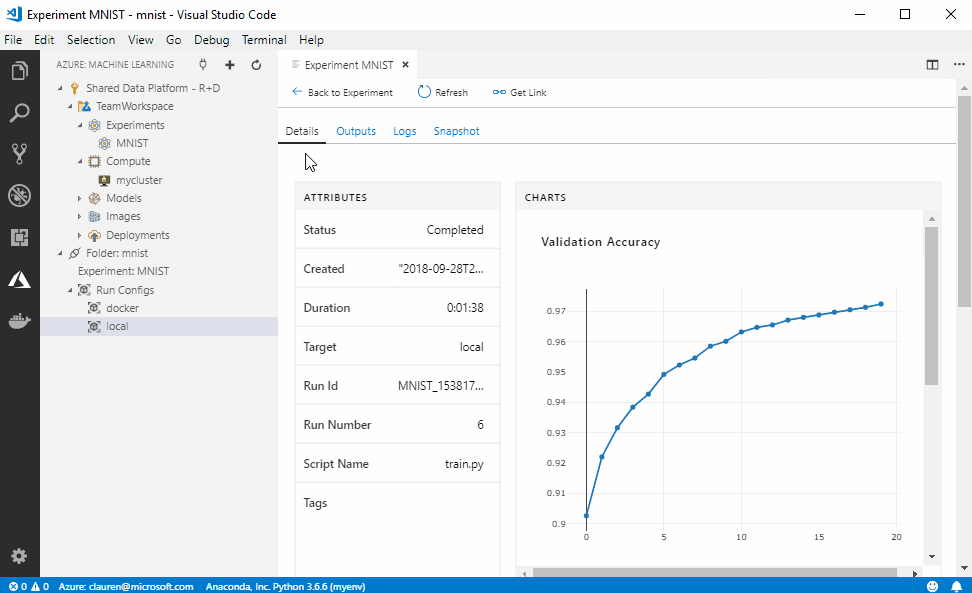 Experiment MNIST - mnist - Visual Studio Code
File Edit Selection View Go Debug Terminal Help
AZURE: MACHINE LEARNING
Shared Data Platform - R+D
TeamWorkspace
Experiments
MNIST
Compute
mycluster
Models
Images
Deployments
Folder: mnist
Experiment: MNIST
Run Configs
docker
local
Experiment MNIST
Back to Experiment Refresh Get Link
Details Outputs Logs Snapshot
ATTRIBUTES
Status Completed
Created "2018-09-28T2...
Duration 0:01:38
Target local
Run Id MNIST_153817...
Run Number 6
Script Name train.py
Tags
CHARTS
Validation Accuracy
0.97
0.96
0.95
0.94
0.93
0.92
0.91
0.9
0 5 10 15 20
0 0 Azure: clauren@microsoft.com Anaconda, Inc. Python 3.6.6 (myenv)